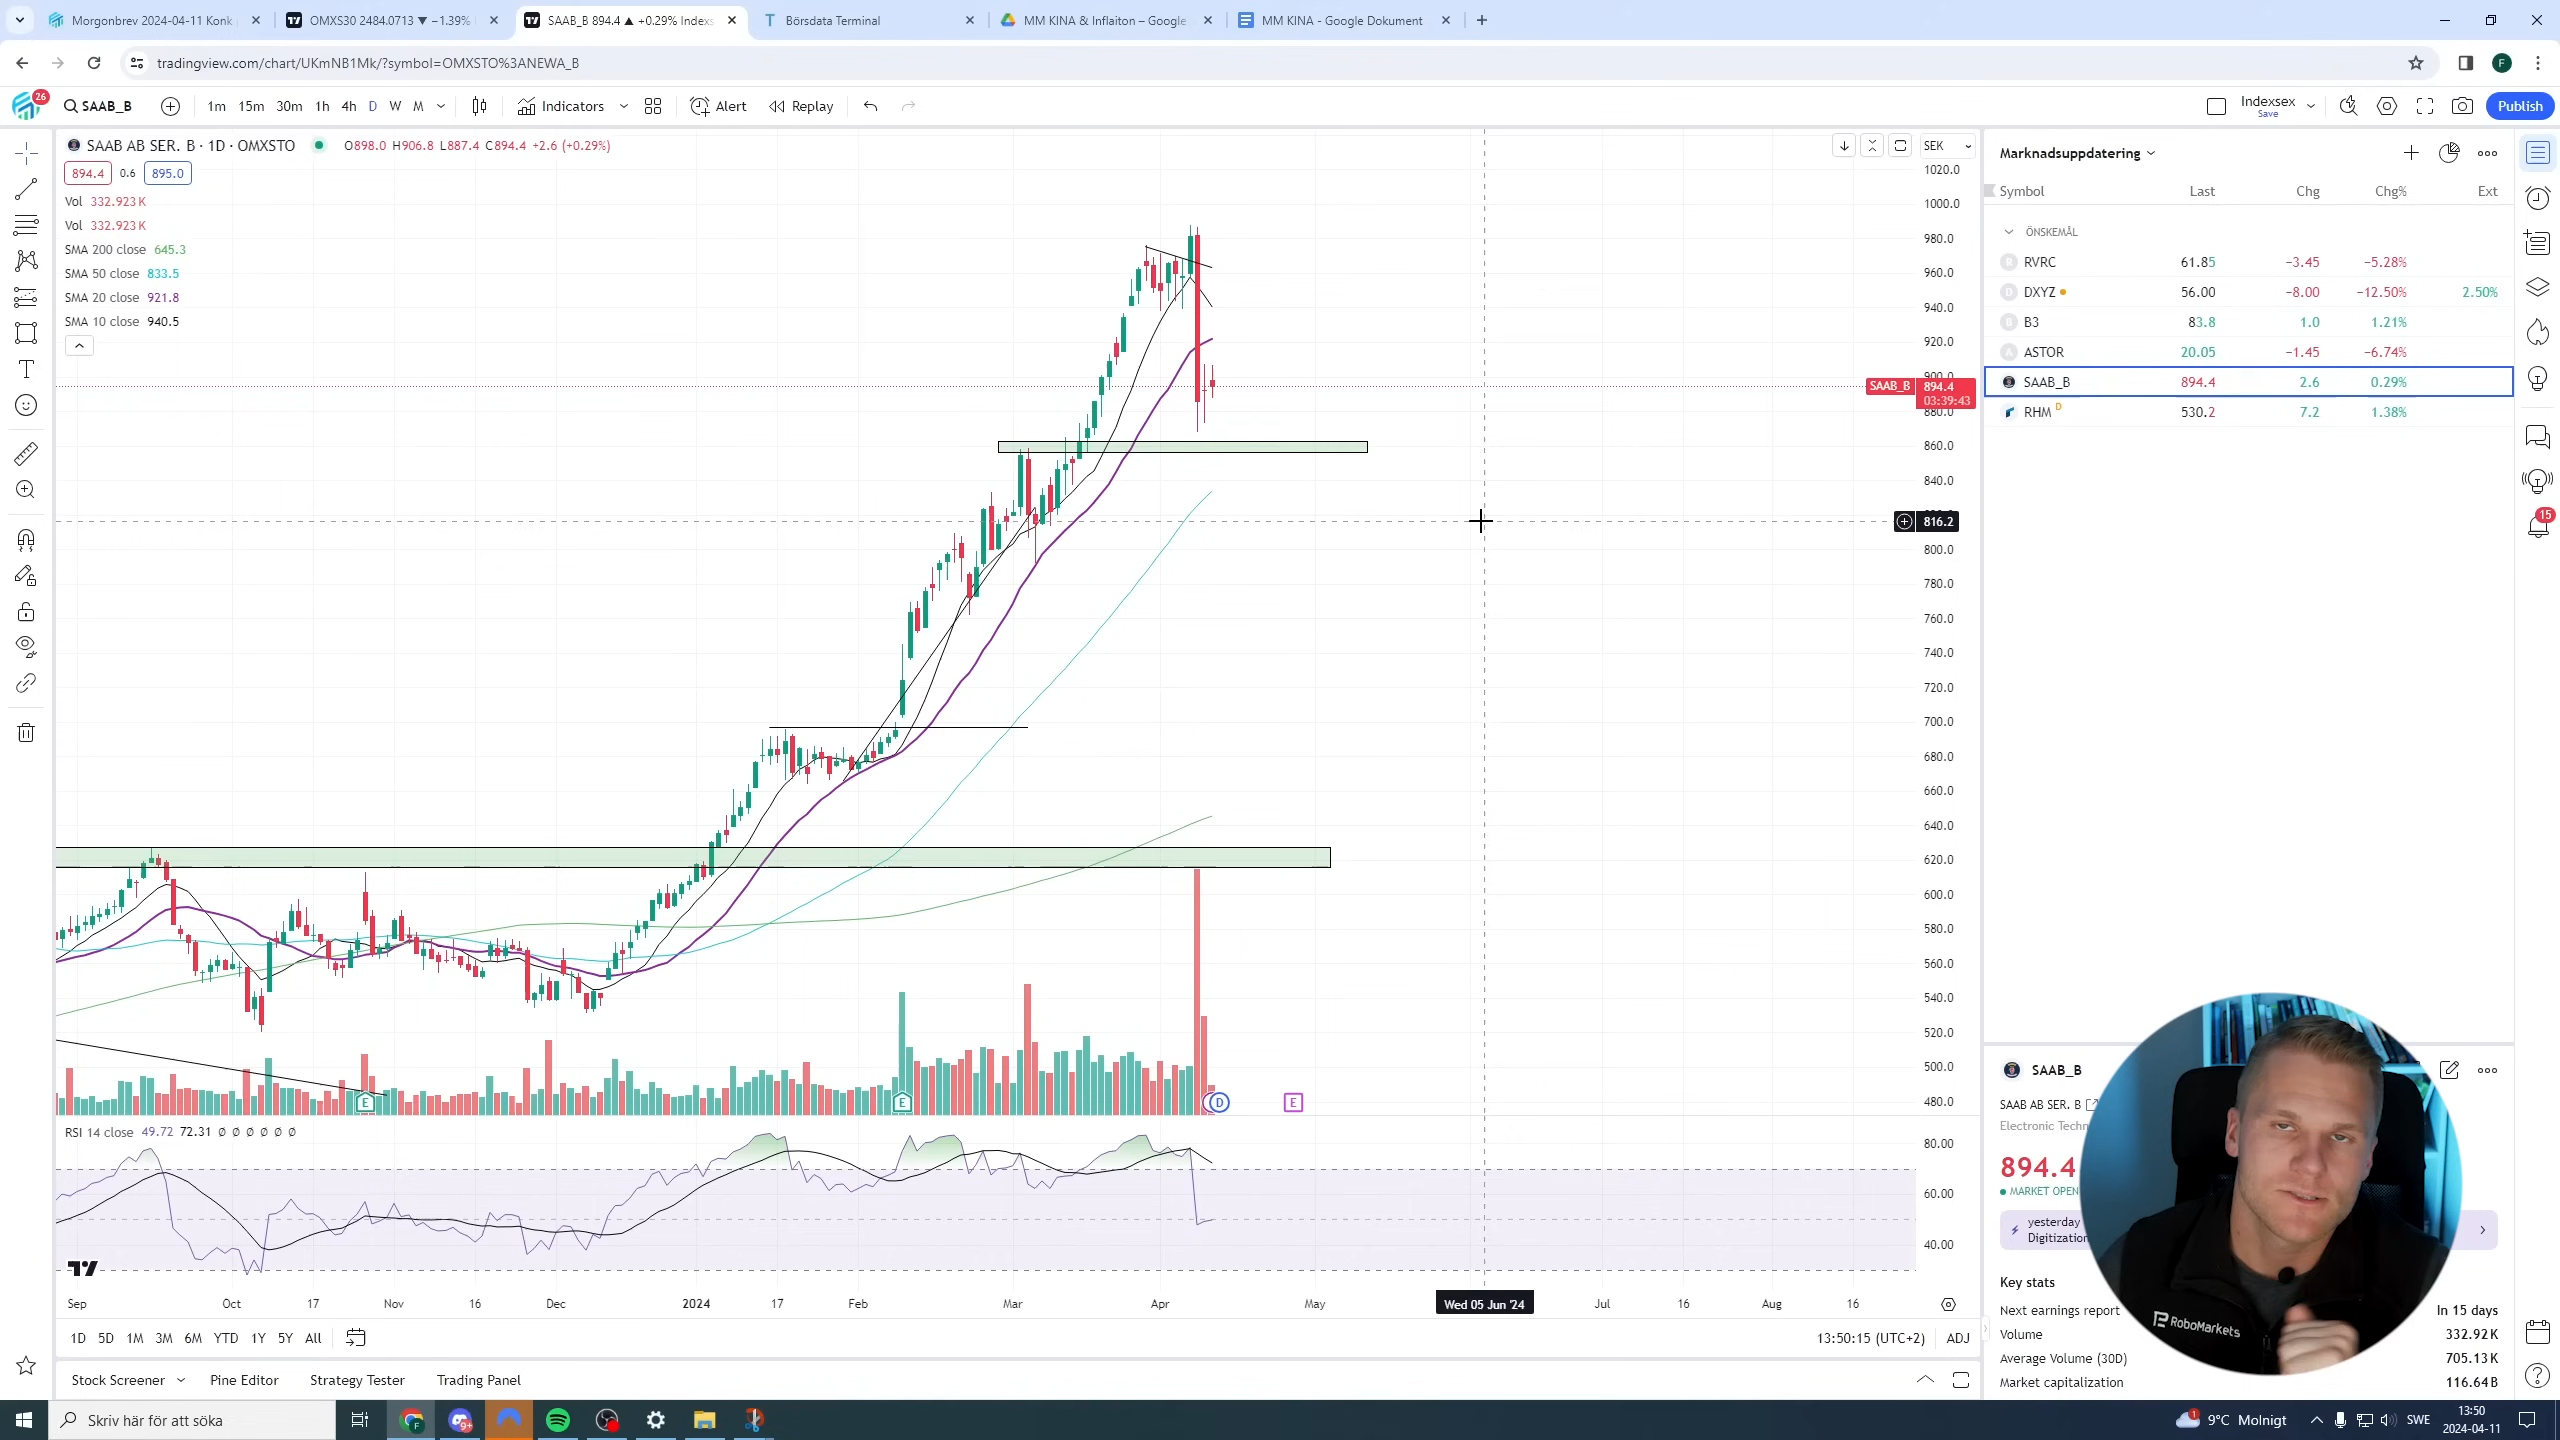 Morgonbrev 2024-04-11 Konk
OMXS30 2484.0713 ▼ −1.39%
SAAB_B 894.4 ▲ +0.29% Indexs
Börsdata Terminal
MM KINA & Inflaiton – Google
MM KINA - Google Dokument
tradingview.com/chart/UKmNB1Mk/?symbol=OMXSTO%3ANEWA_B
F
26
SAAB_B
1m 15m 30m 1h 4h D W M
Indicators
Alert
Replay
Indexsex
Save
Publish
SAAB AB SER. B · 1D · OMXSTO
O898.0 H906.8 L887.4 C894.4 +2.6 (+0.29%)
894.4 0.6 895.0
Vol 332.923K
Vol 332.923K
SMA 200 close 645.3
SMA 50 close 833.5
SMA 20 close 921.8
SMA 10 close 940.5
SEK
1020.0
1000.0
980.0
960.0
940.0
920.0
900.0
SAAB_B 894.4
03:39:43
880.0
860.0
840.0
816.2
800.0
780.0
760.0
740.0
720.0
700.0
680.0
660.0
640.0
620.0
600.0
580.0
560.0
540.0
520.0
500.0
480.0
E
E
D
E
RSI 14 close 49.72 72.31 Ø Ø Ø Ø Ø Ø
80.00
60.00
40.00
Sep Oct 17 Nov 16 Dec 2024 17 Feb Mar Apr May Wed 05 Jun '24 Jul 16 Aug 16
1D 5D 1M 3M 6M YTD 1Y 5Y All
13:50:15 (UTC+2) ADJ
Stock Screener Pine Editor Strategy Tester Trading Panel
Marknadsuppdatering
Symbol Last Chg Chg% Ext
ÖNSKEMÅL
R RVRC 61.85 −3.45 −5.28%
D DXYZ 56.00 −8.00 −12.50% 2.50%
B B3 83.8 1.0 1.21%
A ASTOR 20.05 −1.45 −6.74%
SAAB_B 894.4 2.6 0.29%
RHM D 530.2 7.2 1.38%
15
SAAB_B
SAAB AB SER. B
Electronic Techn
894.4
MARKET OPEN
yesterday
Digitization
Key stats
Next earnings report In 15 days
Volume 332.92K
Average Volume (30D) 705.13K
Market capitalization 116.64B
RoboMarkets
Skriv här för att söka
F
9+
1
9°C Molnigt
SWE
13:50
2024-04-11